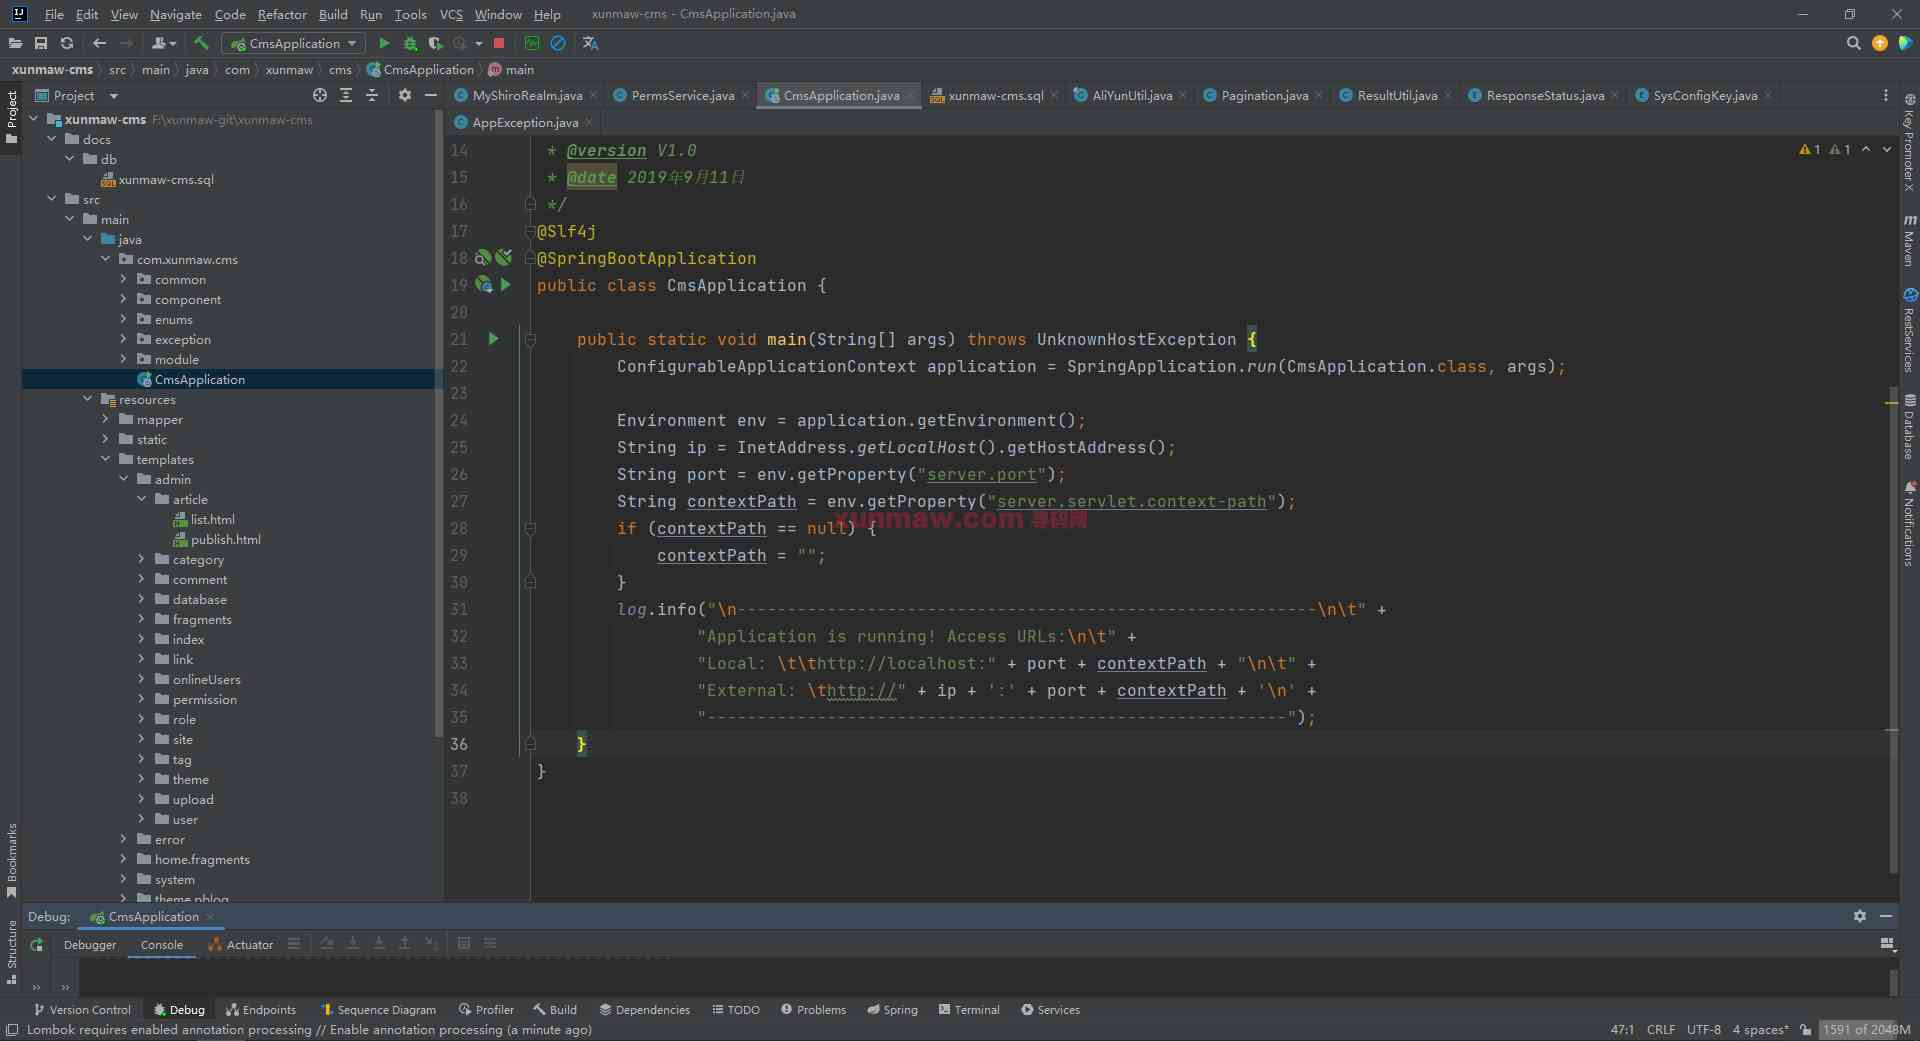 File Edit View Navigate Code Refactor Build Run Tools VCS Window Help xunmaw-cms - CmsApplication.java
CmsApplication
xunmaw-cms src main java com xunmaw cms CmsApplication main
Project
MyShiroRealm.java PermsService.java CmsApplication.java xunmaw-cms.sql AliYunUtil.java Pagination.java ResultUtil.java ResponseStatus.java SysConfigKey.java
AppException.java
Project
Bookmarks
Structure
xunmaw-cms F:\xunmaw-git\xunmaw-cms
docs
db
xunmaw-cms.sql
src
main
java
com.xunmaw.cms
common
component
enums
exception
module
CmsApplication
resources
mapper
static
templates
admin
article
list.html
publish.html
category
comment
database
fragments
index
link
onlineUsers
permission
role
site
tag
theme
upload
user
error
home.fragments
system
theme.pblog
14 * @version V1.0
15 * @date 2019年9月11日
16 */
17 @Slf4j
18 @SpringBootApplication
19 public class CmsApplication {
20
21 public static void main(String[] args) throws UnknownHostException {
22 ConfigurableApplicationContext application = SpringApplication.run(CmsApplication.class, args);
23
24 Environment env = application.getEnvironment();
25 String ip = InetAddress.getLocalHost().getHostAddress();
26 String port = env.getProperty("server.port");
27 String contextPath = env.getProperty("server.servlet.context-path");
xunmaw.com 寻码网
28 if (contextPath == null) {
29 contextPath = "";
30 }
31 log.info("\n----------------------------------------------------------\n\t" +
32 "Application is running! Access URLs:\n\t" +
33 "Local: \t\thttp://localhost:" + port + contextPath + "\n\t" +
34 "External: \thttp://" + ip + ':' + port + contextPath + '\n' +
35 "----------------------------------------------------------");
36 }
37 }
38
1 1
Key Promoter X
Maven
RestServices
Database
Notifications
Debug: CmsApplication
Debugger Console Actuator
Version Control Debug Endpoints Sequence Diagram Profiler Build Dependencies TODO Problems Spring Terminal Services
Lombok requires enabled annotation processing // Enable annotation processing (a minute ago) 47:1 CRLF UTF-8 4 spaces* 1591 of 2048M